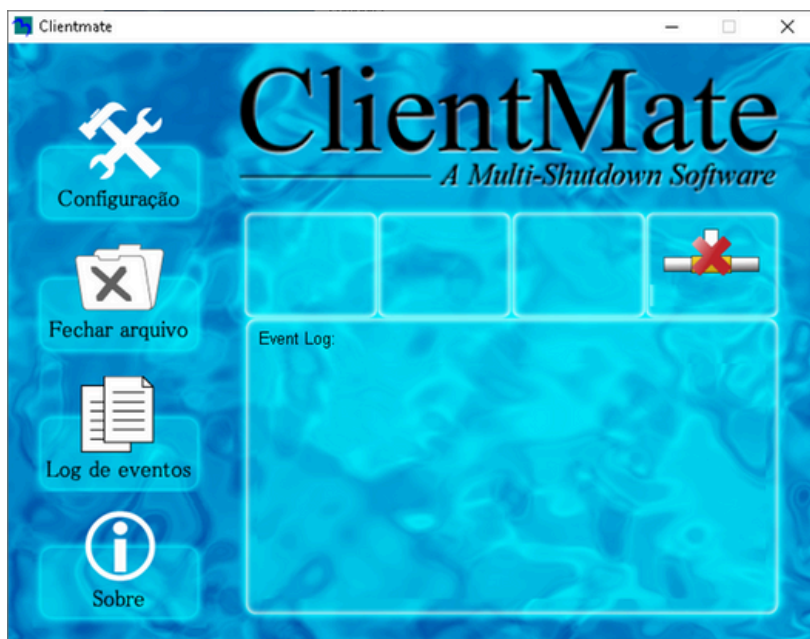 Clientmate
ClientMate
A Multi-Shutdown Software
Configuração
Fechar arquivo
Log de eventos
Sobre
Event Log: